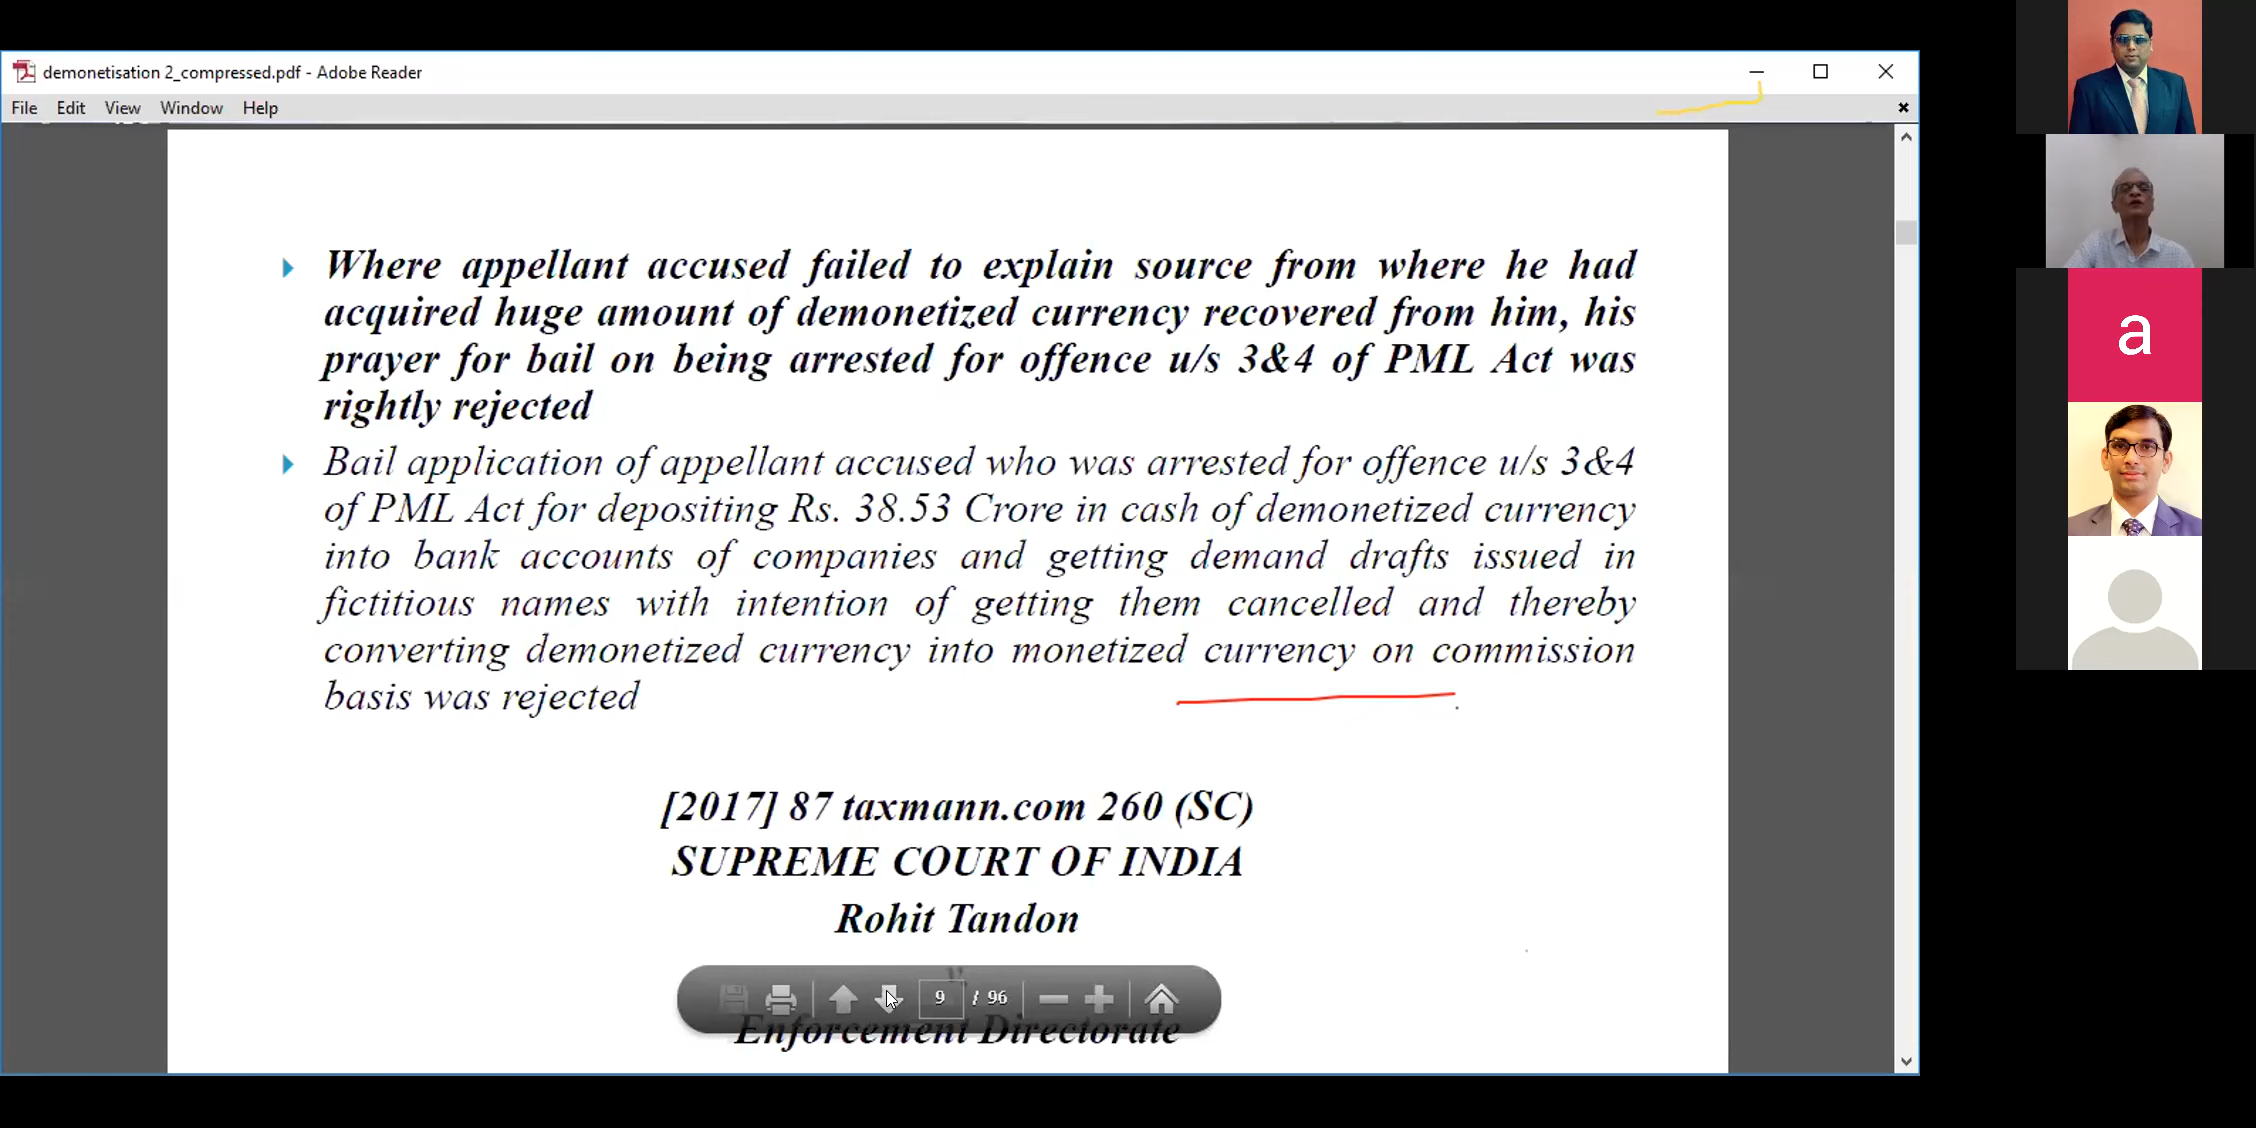 demonetisation 2_compressed.pdf - Adobe Reader
File Edit View Window Help
Where appellant accused failed to explain source from where he had
acquired huge amount of demonetized currency recovered from him, his
prayer for bail on being arrested for offence u/s 3&4 of PML Act was
rightly rejected
Bail application of appellant accused who was arrested for offence u/s 3&4
of PML Act for depositing Rs. 38.53 Crore in cash of demonetized currency
into bank accounts of companies and getting demand drafts issued in
fictitious names with intention of getting them cancelled and thereby
converting demonetized currency into monetized currency on commission
basis was rejected
[2017] 87 taxmann.com 260 (SC)
SUPREME COURT OF INDIA
Rohit Tandon
v.
9 / 96
Enforcement Directorate
a